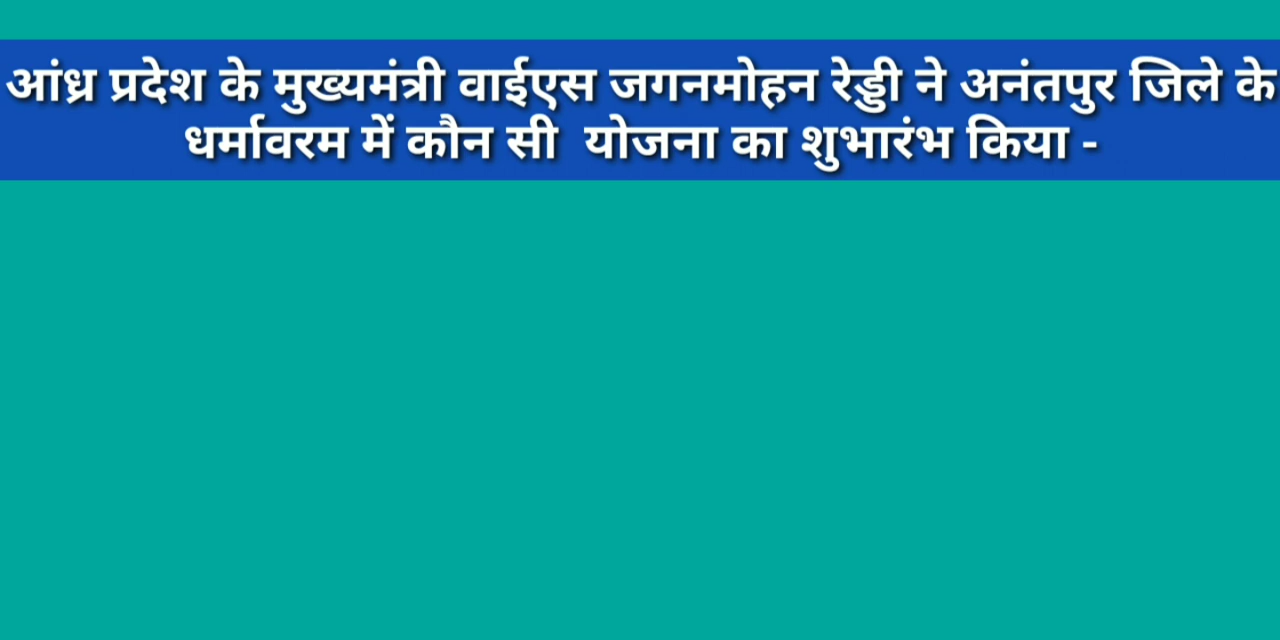 आंध्र प्रदेश के मुख्यमंत्री वाईएस जगनमोहन रेड्डी ने अनंतपुर जिले के
धर्मावरम में कौन सी योजना का शुभारंभ किया -